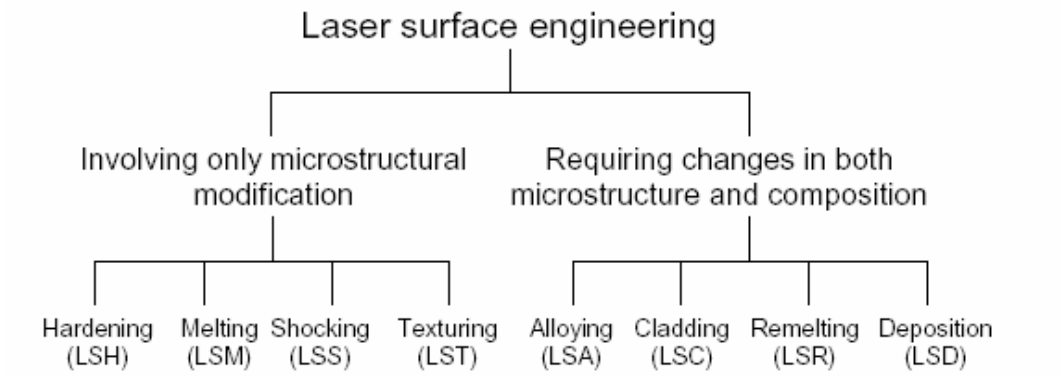 Laser surface engineering
Involving only microstructural
modification
Requiring changes in both
microstructure and composition
Hardening
(LSH)
Melting
(LSM)
Shocking
(LSS)
Texturing
(LST)
Alloying
(LSA)
Cladding
(LSC)
Remelting
(LSR)
Deposition
(LSD)